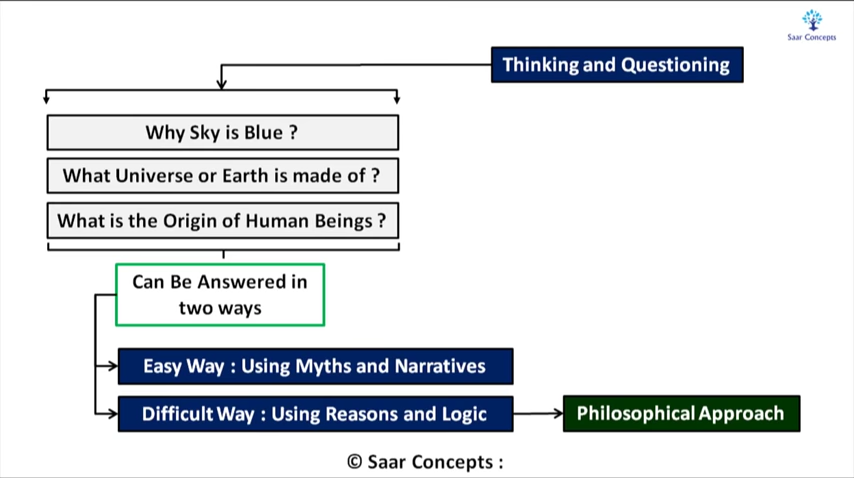 Saar Concepts
Thinking and Questioning
Why Sky is Blue ?
What Universe or Earth is made of ?
What is the Origin of Human Beings ?
Can Be Answered in
two ways
Easy Way : Using Myths and Narratives
Difficult Way : Using Reasons and Logic
Philosophical Approach
© Saar Concepts :